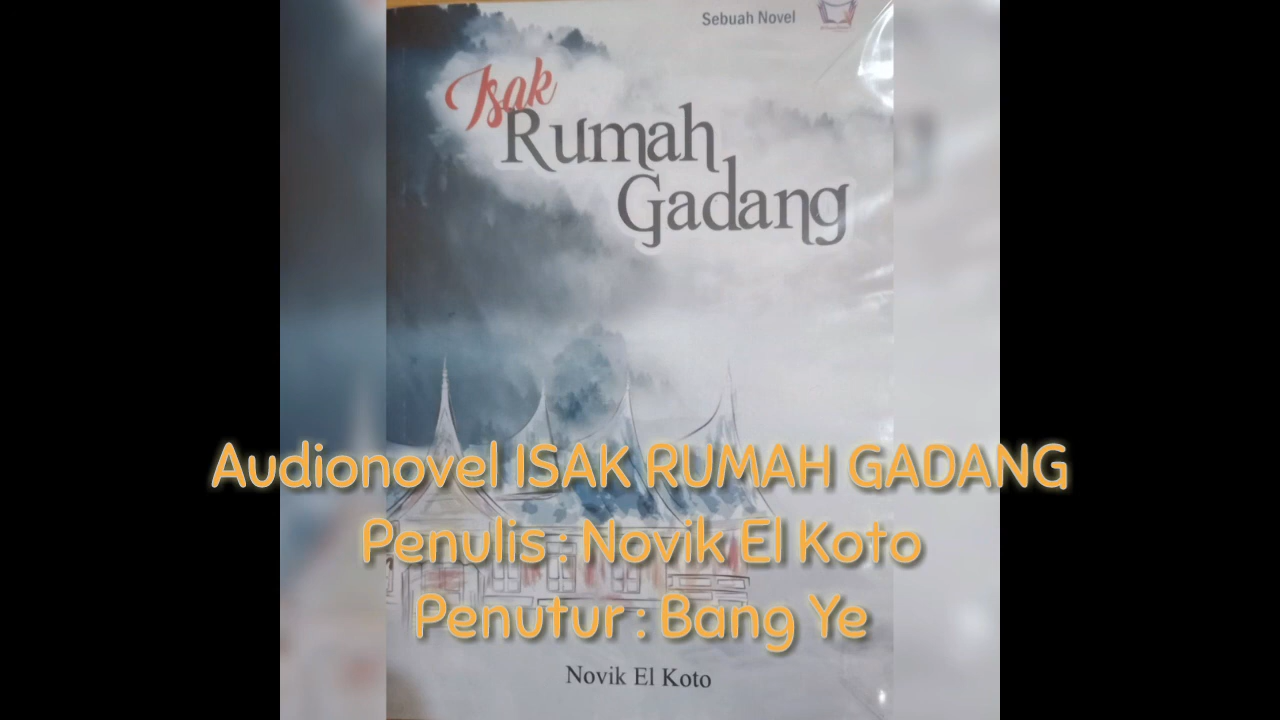 Sebuah Novel
Isak
Rumah
Gadang
Audionovel ISAK RUMAH GADANG
Penulis : Novik El Koto
Penutur : Bang Ye
Novik El Koto